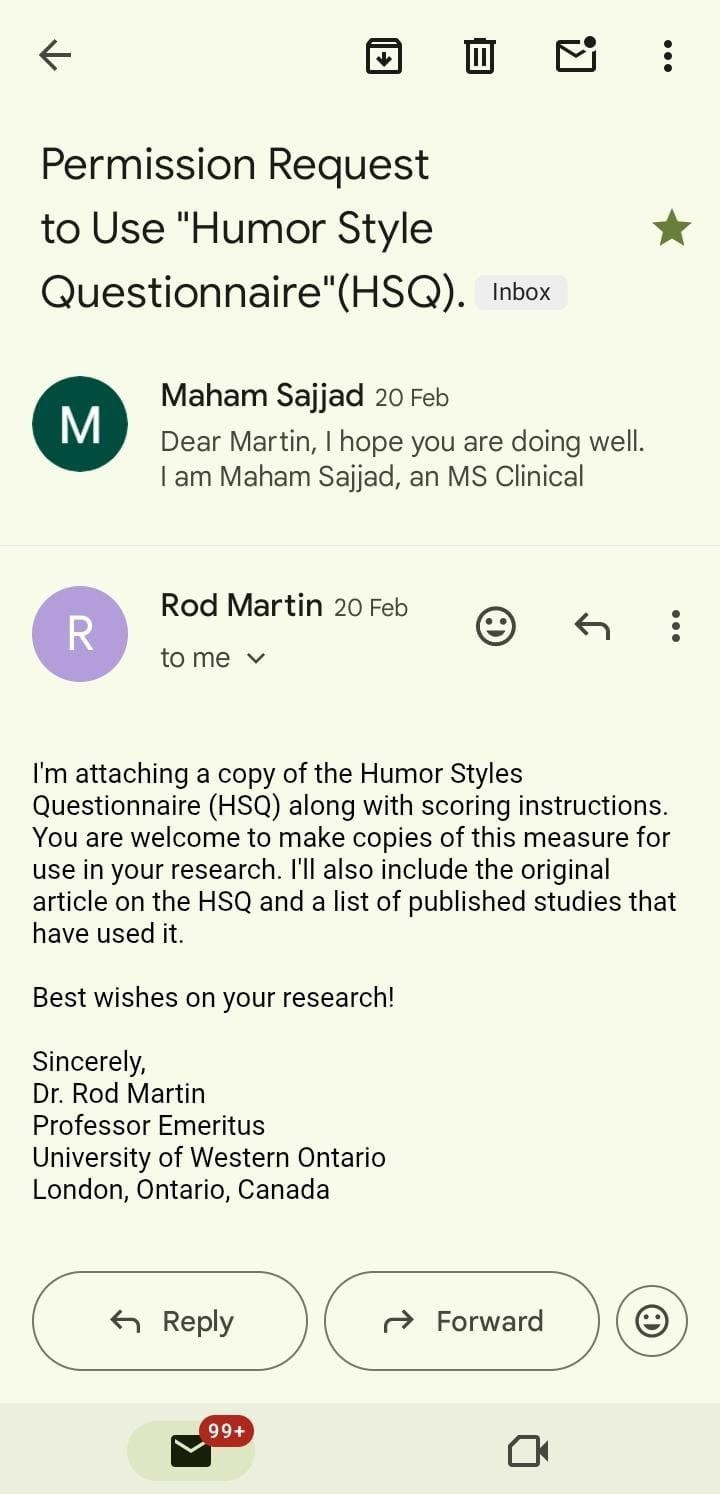 Permission Request
to Use "Humor Style
Questionnaire"(HSQ). Inbox
M
Maham Sajjad 20 Feb
Dear Martin, I hope you are doing well.
I am Maham Sajjad, an MS Clinical
R
Rod Martin 20 Feb
to me
I'm attaching a copy of the Humor Styles
Questionnaire (HSQ) along with scoring instructions.
You are welcome to make copies of this measure for
use in your research. I'll also include the original
article on the HSQ and a list of published studies that
have used it.
Best wishes on your research!
Sincerely,
Dr. Rod Martin
Professor Emeritus
University of Western Ontario
London, Ontario, Canada
Reply Forward
99+